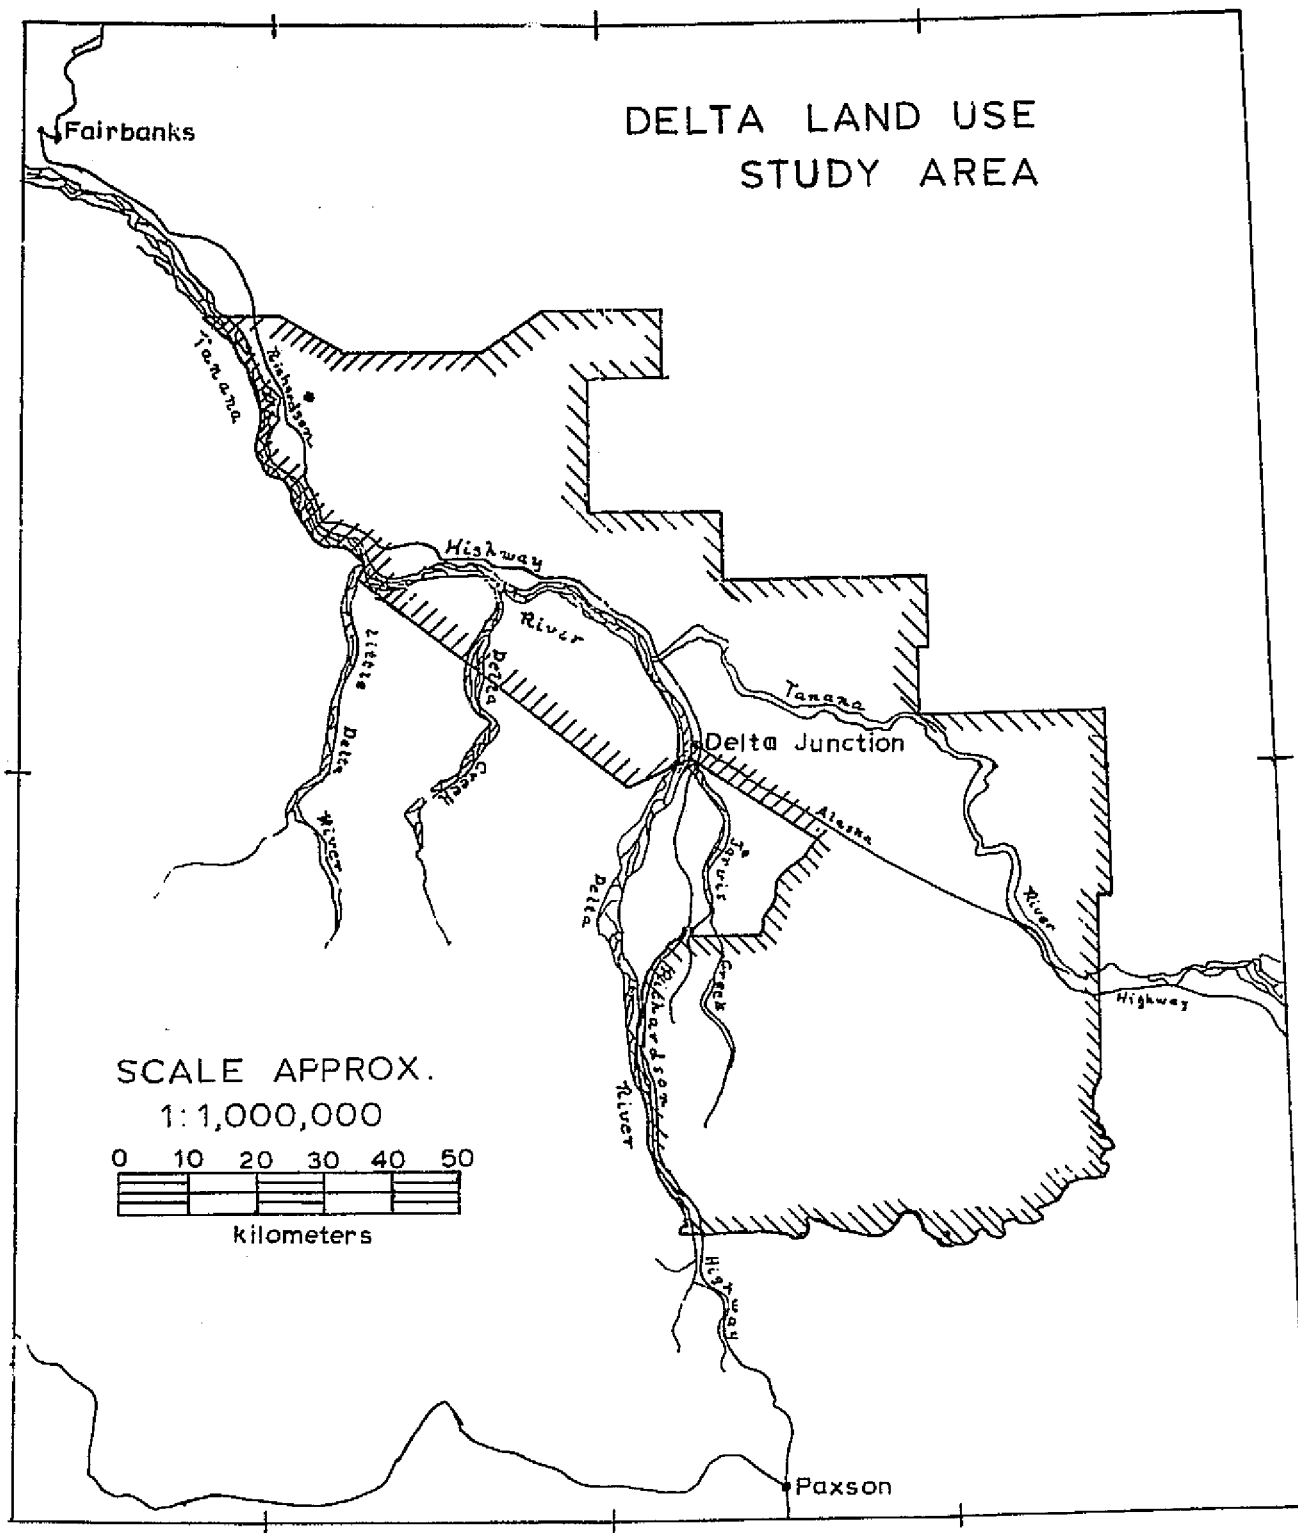 DELTA LAND USE
STUDY AREA
Fairbanks
Tanana
Richardson
Highway
River
Little
Delta
River
Delta
Creek
Tanana
Delta Junction
Alaska
River
Highway
Jarvis
Creek
Delta
River
Richardson
Highway
SCALE APPROX.
1:1,000,000
0 10 20 30 40 50
kilometers
Paxson